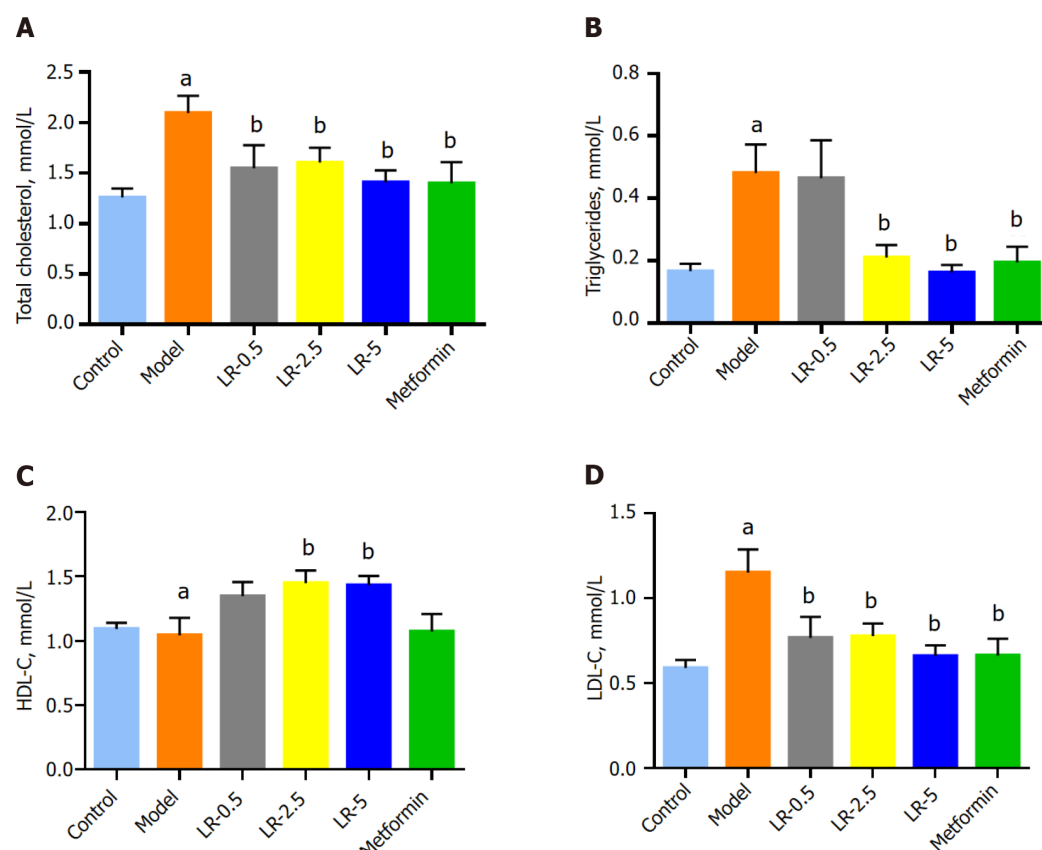 A
Total cholesterol, mmol/L
2.5
2.0
1.5
1.0
0.5
0.0
a
b
b
b
b
Control
Model
LR-0.5
LR-2.5
LR-5
Metformin
B
Triglycerides, mmol/L
0.8
0.6
0.4
0.2
0.0
a
b
b
b
Control
Model
LR-0.5
LR-2.5
LR-5
Metformin
C
HDL-C, mmol/L
2.0
1.5
1.0
0.5
0.0
a
b
b
Control
Model
LR-0.5
LR-2.5
LR-5
Metformin
D
LDL-C, mmol/L
1.5
1.0
0.5
0.0
a
b
b
b
b
Control
Model
LR-0.5
LR-2.5
LR-5
Metformin